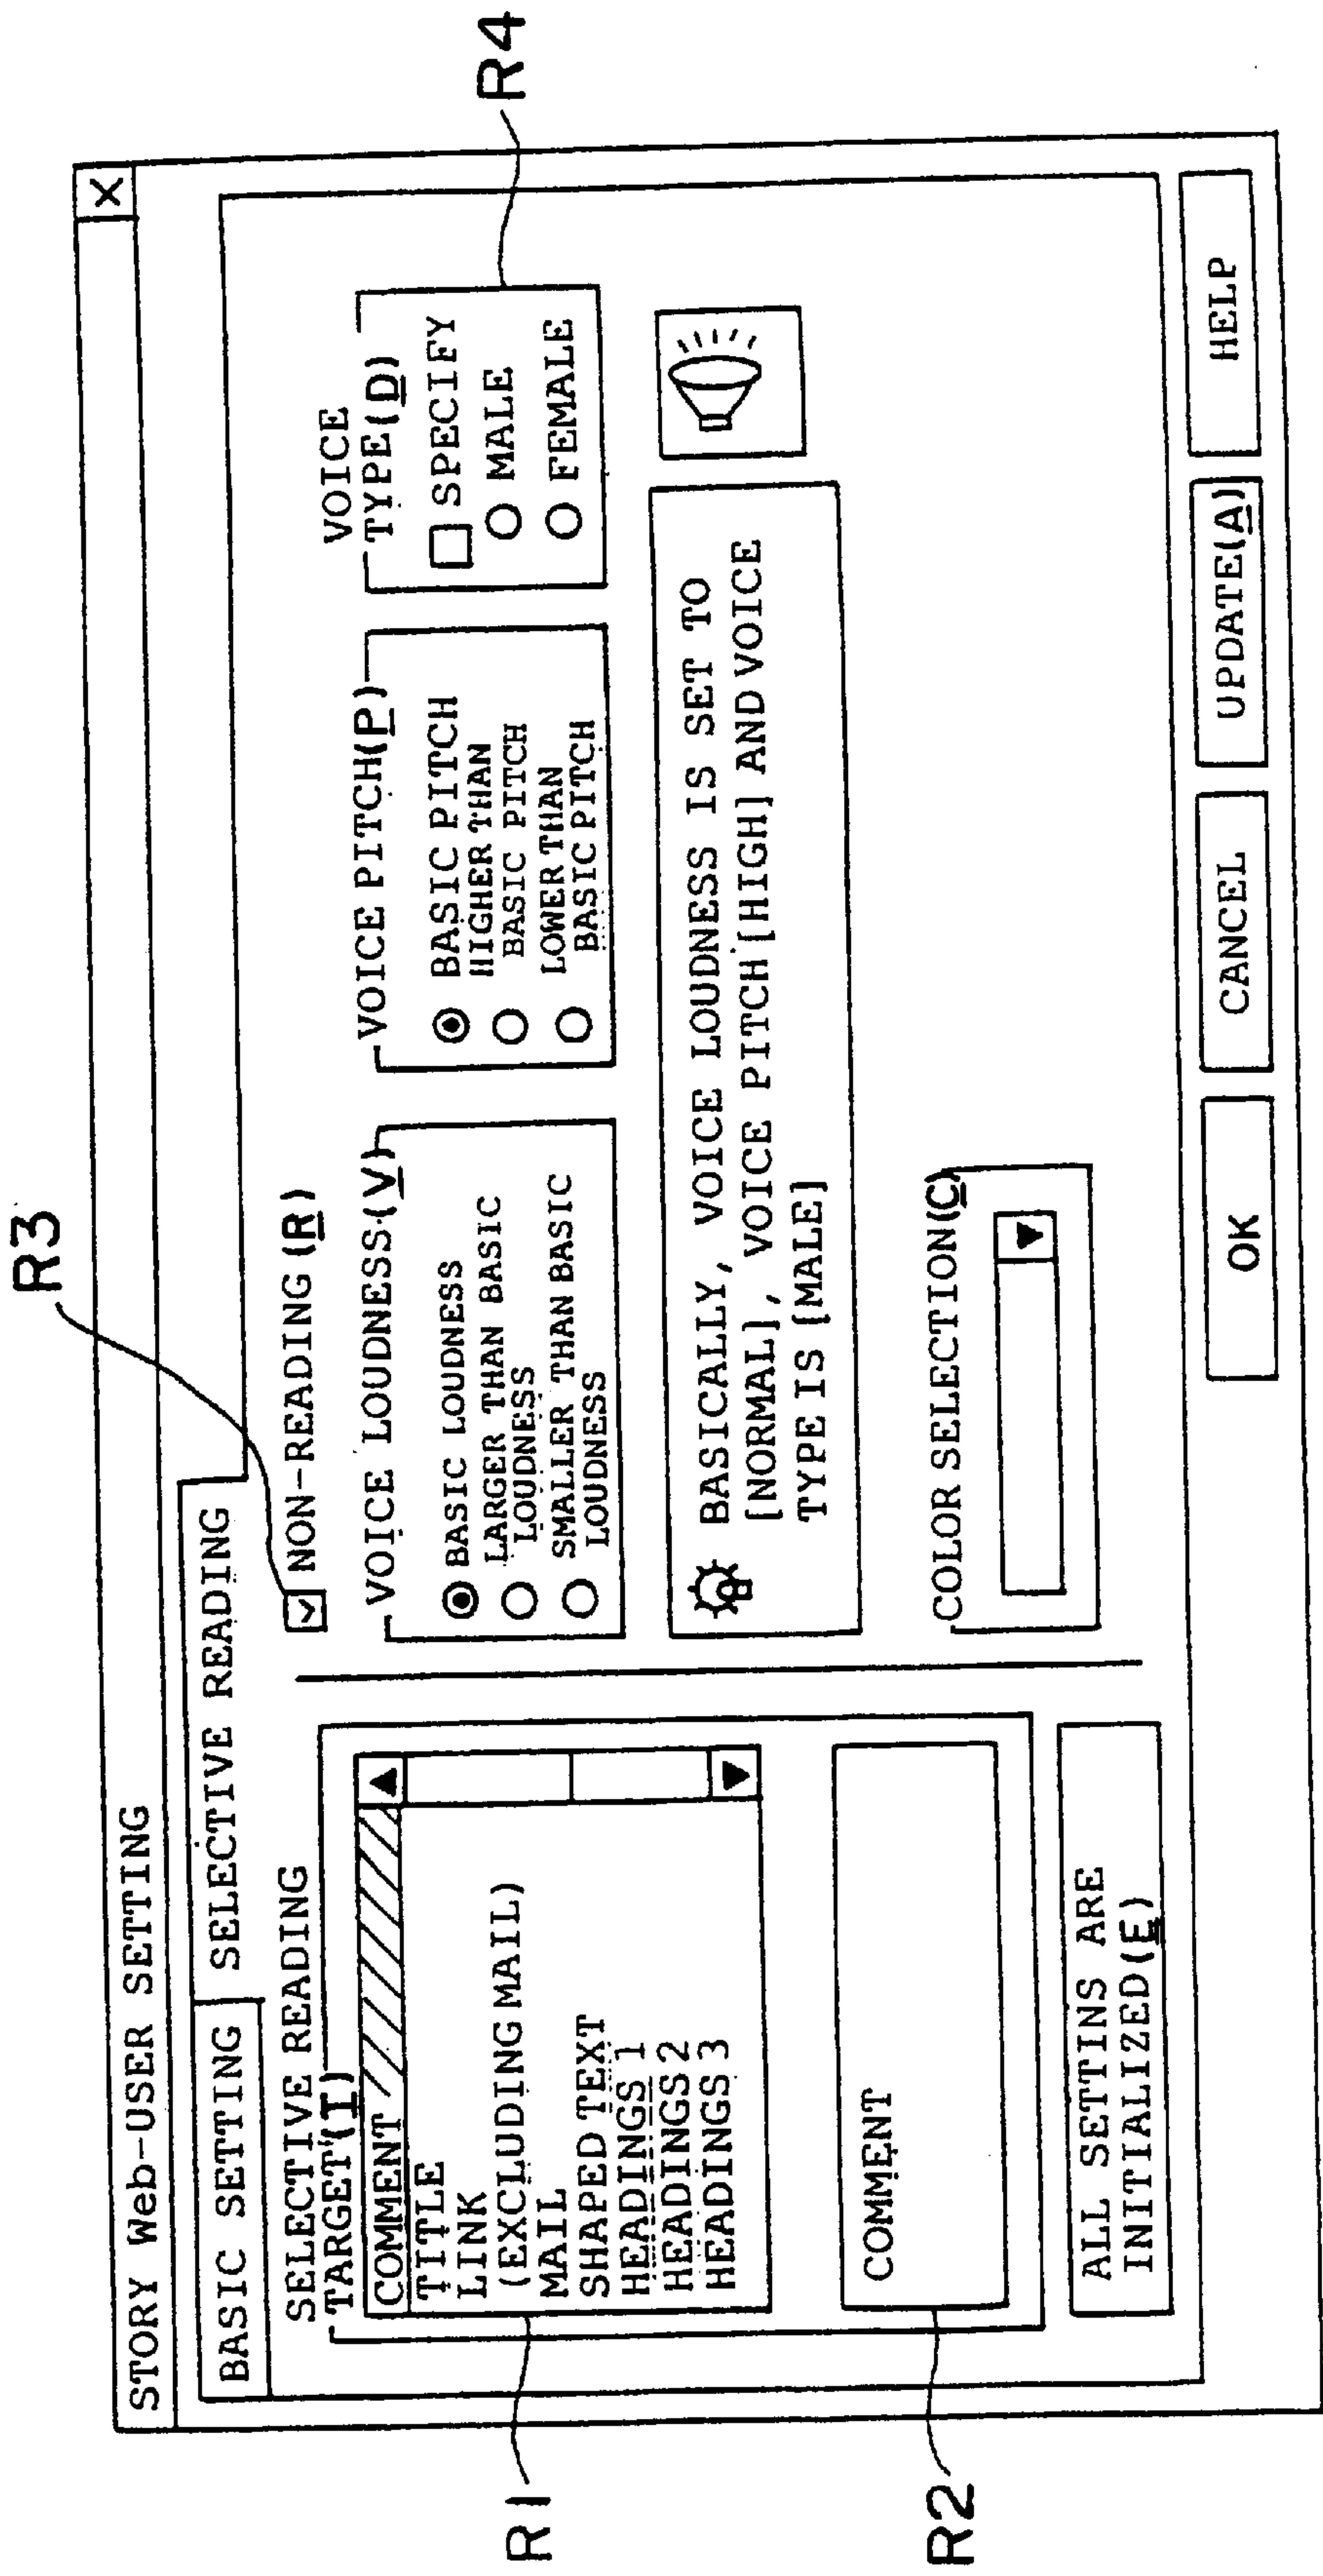 R3
R4
STORY Web-USER SETTING
X
BASIC SETTING
SELECTIVE READING
SELECTIVE READING
TARGET(I)
COMMENT
TITLE
LINK
(EXCLUDING MAIL)
MAIL
SHAPED TEXT
HEADINGS 1
HEADINGS 2
HEADINGS 3
COMMENT
ALL SETTINS ARE
INITIALIZED(E)
R1
R2
NON-READING (R)
VOICE LOUDNESS(V)
BASIC LOUDNESS
LARGER THAN BASIC
LOUDNESS
SMALLER THAN BASIC
LOUDNESS
VOICE PITCH(P)
BASIC PITCH
HIGHER THAN
BASIC PITCH
LOWER THAN
BASIC PITCH
VOICE
TYPE(D)
SPECIFY
MALE
FEMALE
BASICALLY, VOICE LOUDNESS IS SET TO
[NORMAL], VOICE PITCH [HIGH] AND VOICE
TYPE IS [MALE]
COLOR SELECTION(C)
OK
CANCEL
UPDATE(A)
HELP